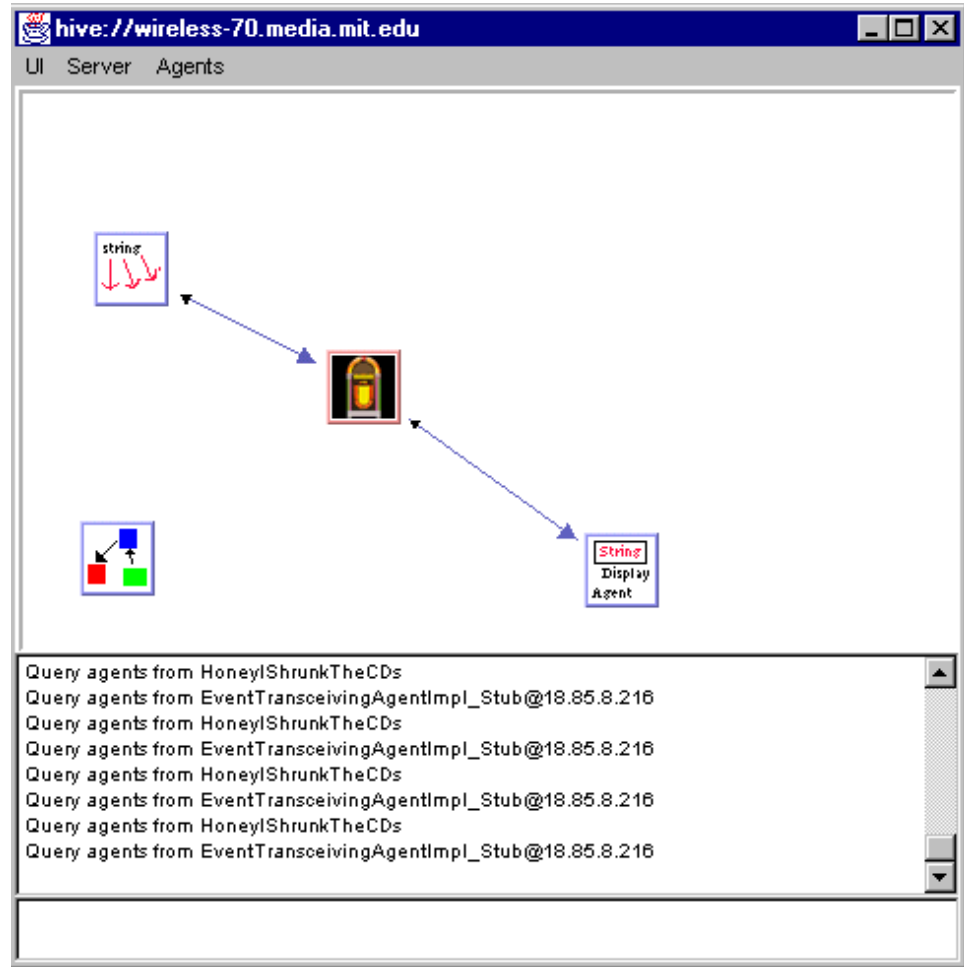 hive://wireless-70.media.mit.edu
UI Server Agents
string
String
Display
Agent
Query agents from HoneyIShrunkTheCDs
Query agents from EventTransceivingAgentImpl_Stub@18.85.8.216
Query agents from HoneyIShrunkTheCDs
Query agents from EventTransceivingAgentImpl_Stub@18.85.8.216
Query agents from HoneyIShrunkTheCDs
Query agents from EventTransceivingAgentImpl_Stub@18.85.8.216
Query agents from HoneyIShrunkTheCDs
Query agents from EventTransceivingAgentImpl_Stub@18.85.8.216